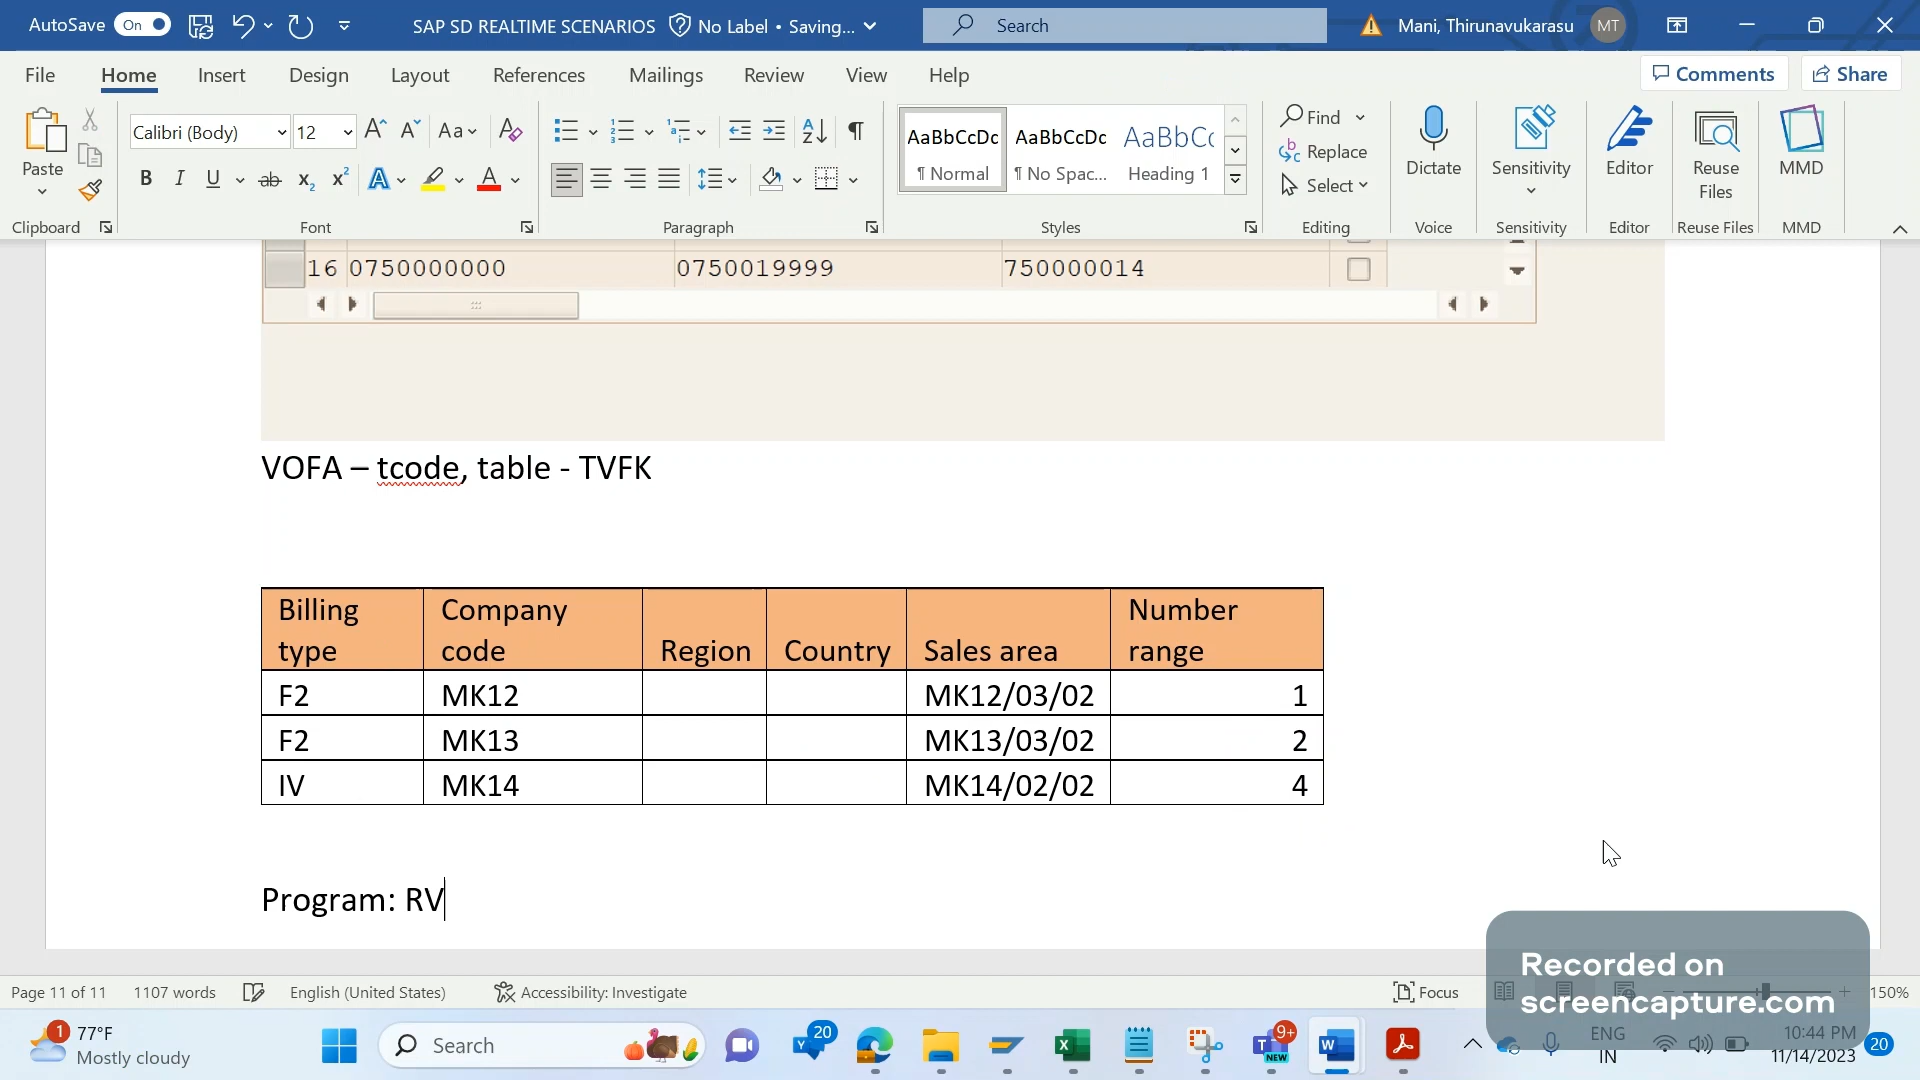 AutoSave On SAP SD REALTIME SCENARIOS No Label • Saving... Search Mani, Thirunavukarasu MT
File Home Insert Design Layout References Mailings Review View Help Comments Share
Paste
Calibri (Body) 12 Aa
AaBbCcDc AaBbCcDc AaBbCc
¶ Normal ¶ No Spac... Heading 1
Find
Replace
Select
Dictate
Sensitivity
Editor
Reuse
Files
MMD
Clipboard Font Paragraph Styles Editing Voice Sensitivity Editor Reuse Files MMD
16 0750000000 0750019999 750000014
VOFA – tcode, table - TVFK
Billing type Company code Region Country Sales area Number range
F2 MK12 MK12/03/02 1
F2 MK13 MK13/03/02 2
IV MK14 MK14/02/02 4
Program: RV
Recorded on
screencapture.com
Page 11 of 11 1107 words English (United States) Accessibility: Investigate Focus 150%
1 77°F
Mostly cloudy
Search
20
9+
NEW
ENG
IN
10:44 PM
11/14/2023
20